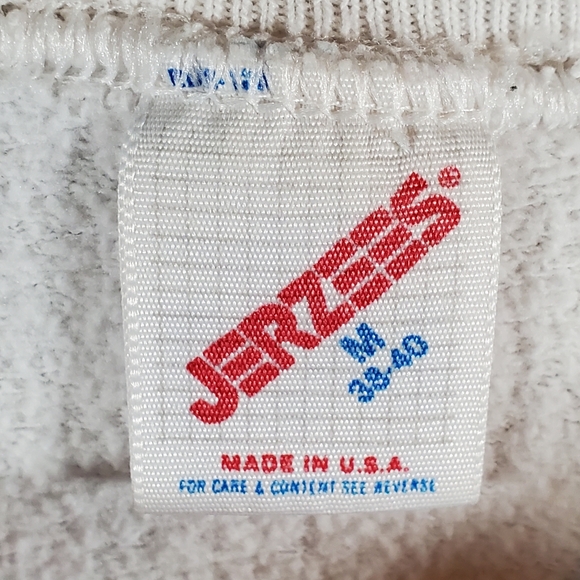 JERZEES®
M
38-40
MADE IN U.S.A.
FOR CARE & CONTENT SEE REVERSE